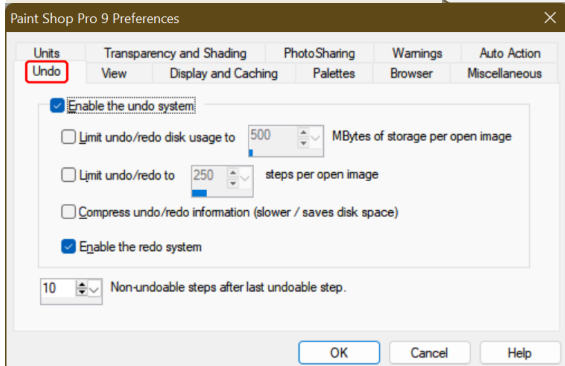 Paint Shop Pro 9 Preferences
Units Transparency and Shading PhotoSharing Warnings Auto Action
Undo View Display and Caching Palettes Browser Miscellaneous
Enable the undo system
Limit undo/redo disk usage to 500 MBytes of storage per open image
Limit undo/redo to 250 steps per open image
Compress undo/redo information (slower / saves disk space)
Enable the redo system
10 Non-undoable steps after last undoable step.
OK Cancel Help